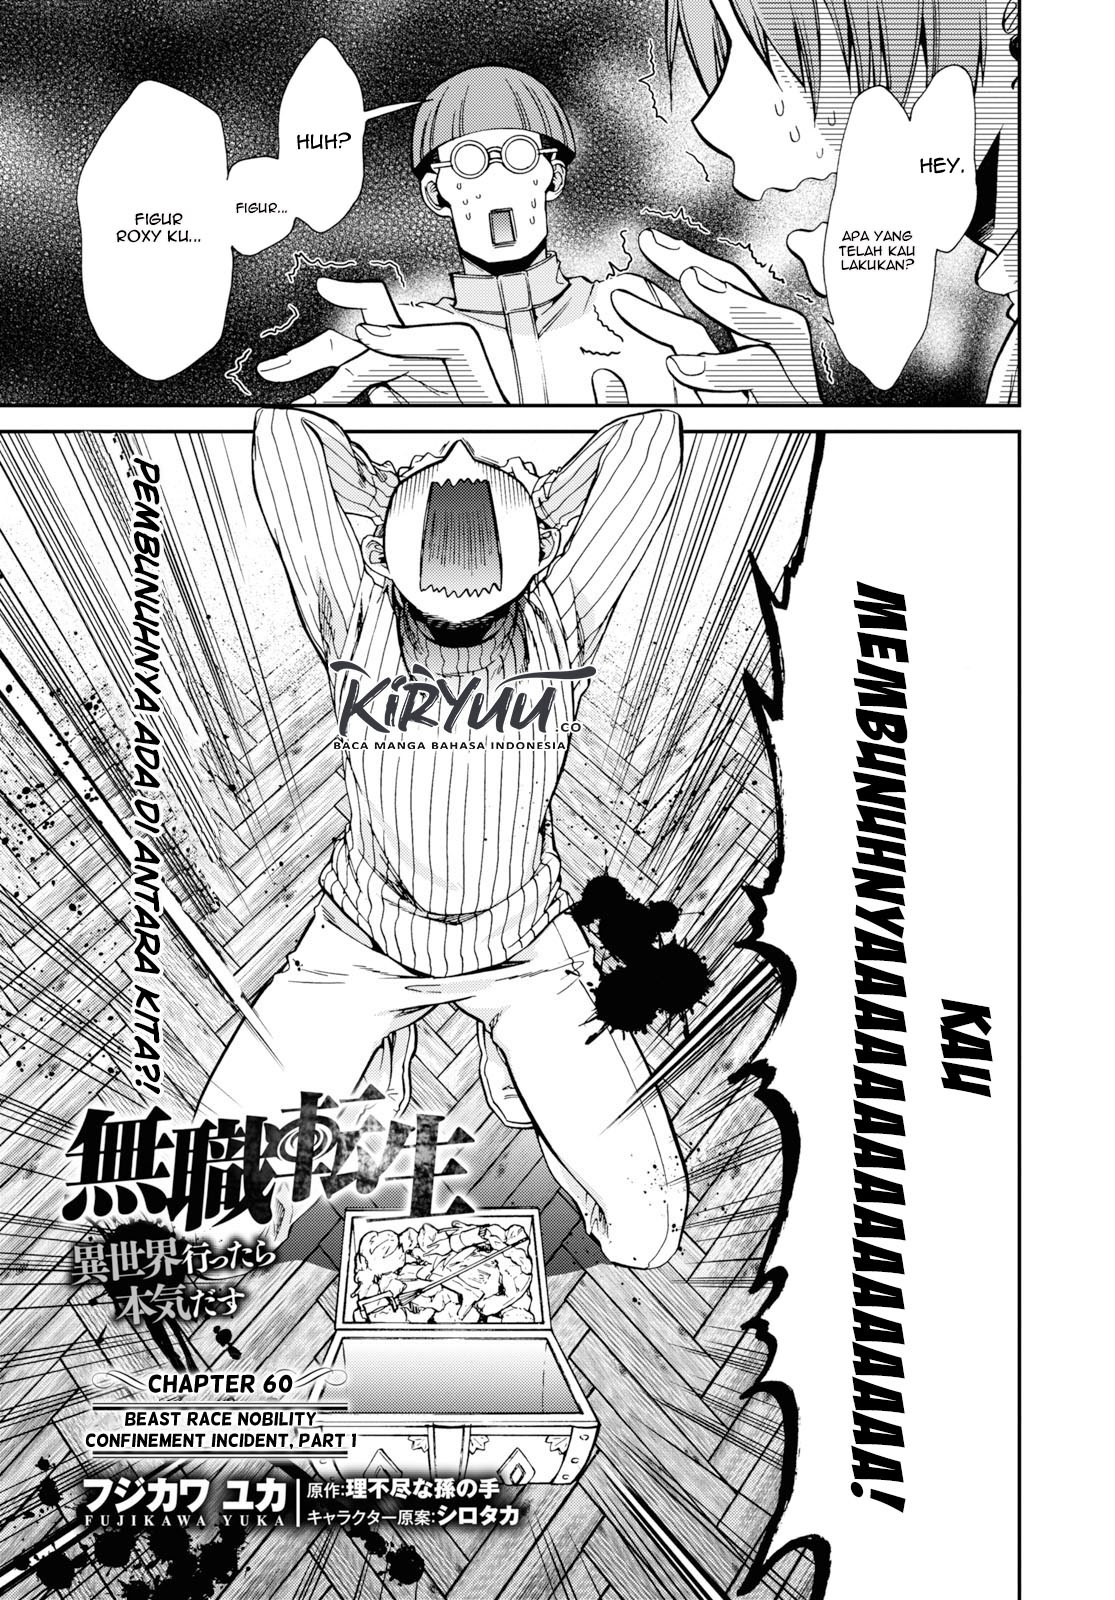 HEY.
APA YANG
TELAH KAU
LAKUKAN?
HUH?
FIGUR...
FIGUR
ROXY KU...
KAU
MEMBUNUHNYAAAAAAAAAAAAAAA!
PEMBUNUHNYA ADA DI ANTARA KITA?!
KiRYUU.CO
BACA MANGA BAHASA INDONESIA
無職転生
異世界行ったら
本気だす
CHAPTER 60
BEAST RACE NOBILITY
CONFINEMENT INCIDENT, PART 1
フジカワ ユカ
FUJIKAWA YUKA
原作:理不尽な孫の手
キャラクター原案:シロタカ